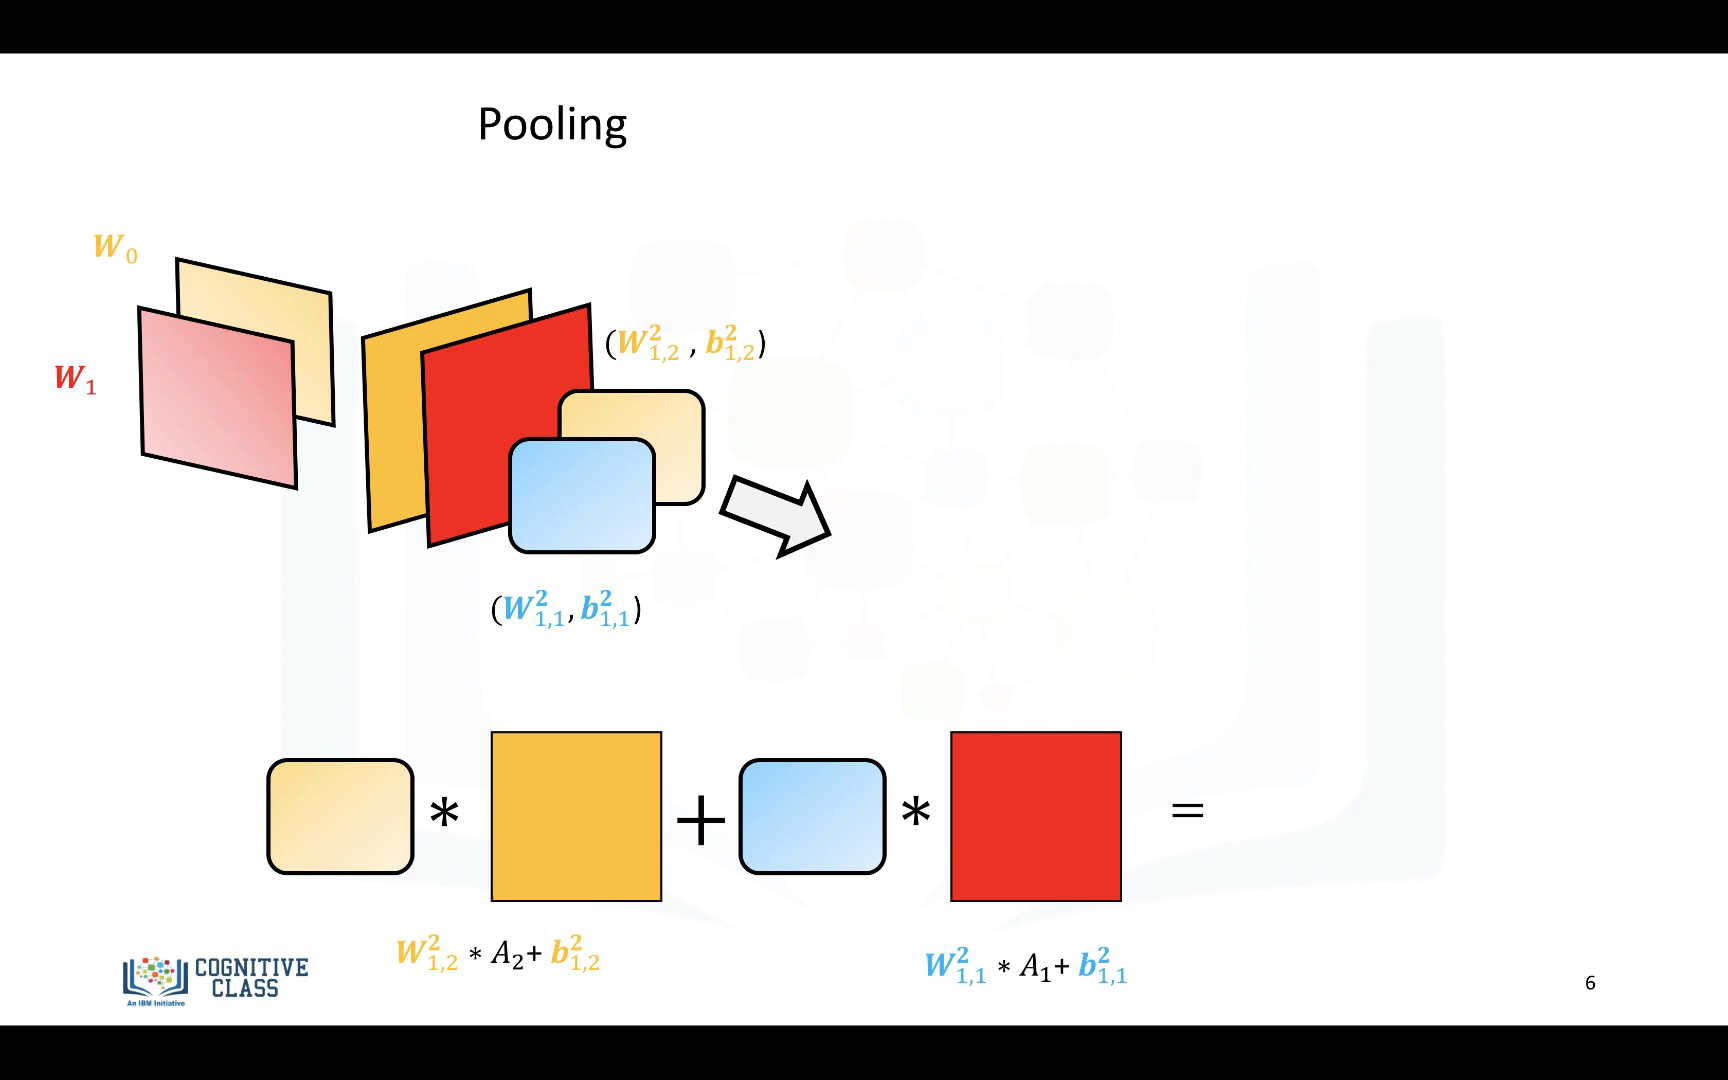 Pooling
W₀
W₁
(W²₁,₂ , b²₁,₂)
(W²₁,₁, b²₁,₁)
* + * =
W²₁,₂ * A₂+ b²₁,₂
W²₁,₁ * A₁+ b²₁,₁
COGNITIVE
CLASS
An IBM Initiative
6